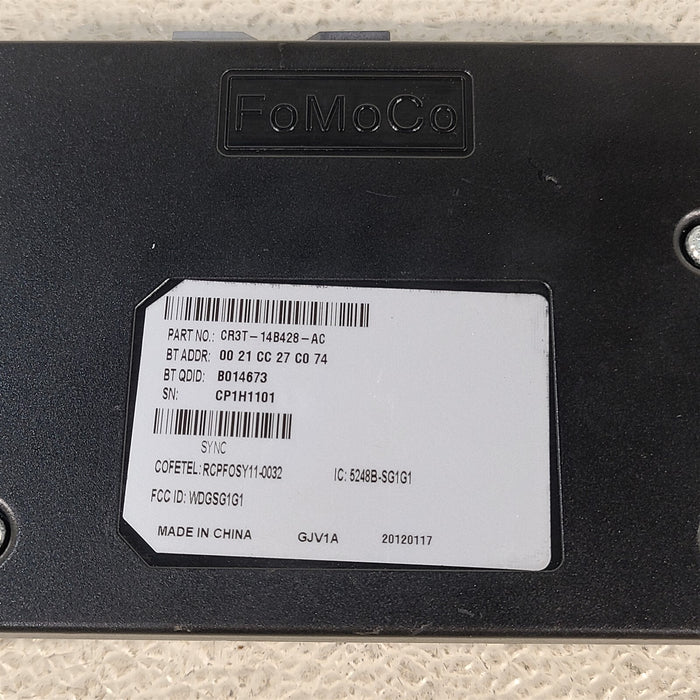 FoMoCo
PART NO.: CR3T-14B428-AC
BT ADDR: 00 21 CC 27 C0 74
BT QDID: B014673
SN: CP1H1101
SYNC
COFETEL: RCPFOSY11-0032 IC: 5248B-SG1G1
FCC ID: WDGSG1G1
MADE IN CHINA GJV1A 20120117